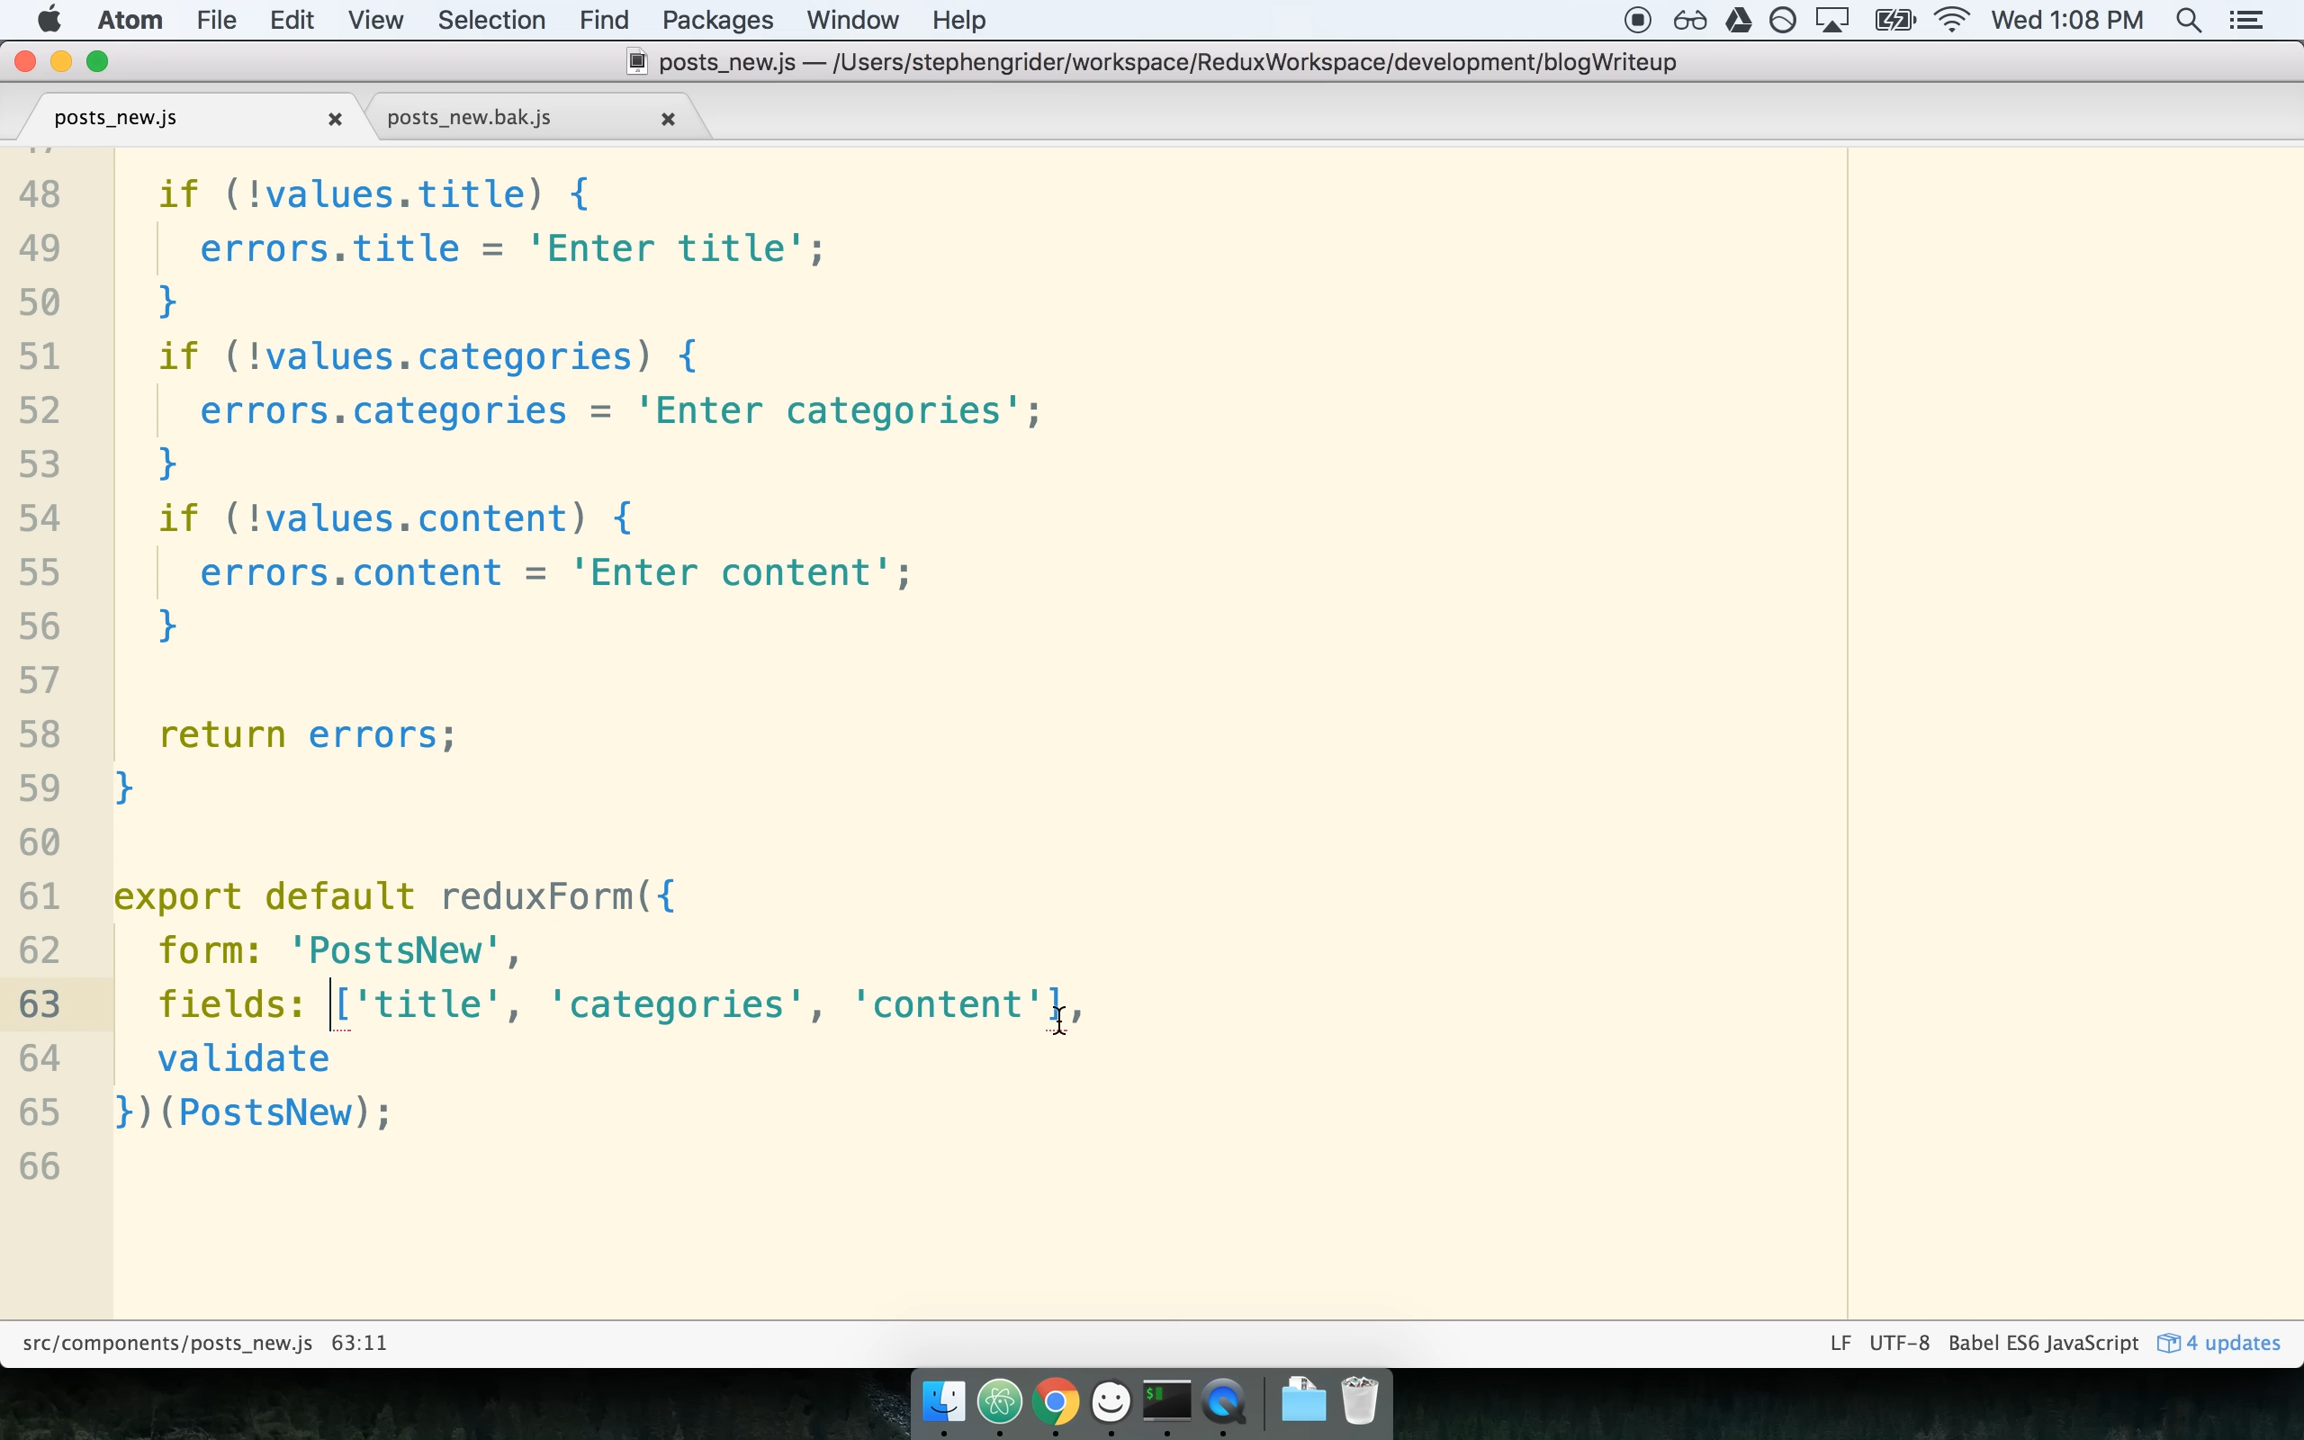 Atom File Edit View Selection Find Packages Window Help Wed 1:08 PM
posts_new.js — /Users/stephengrider/workspace/ReduxWorkspace/development/blogWriteup
posts_new.js posts_new.bak.js
48 if (!values.title) {
49 errors.title = 'Enter title';
50 }
51 if (!values.categories) {
52 errors.categories = 'Enter categories';
53 }
54 if (!values.content) {
55 errors.content = 'Enter content';
56 }
57
58 return errors;
59 }
60
61 export default reduxForm({
62 form: 'PostsNew',
63 fields: ['title', 'categories', 'content'],
64 validate
65 })(PostsNew);
66
src/components/posts_new.js 63:11 LF UTF-8 Babel ES6 JavaScript 4 updates